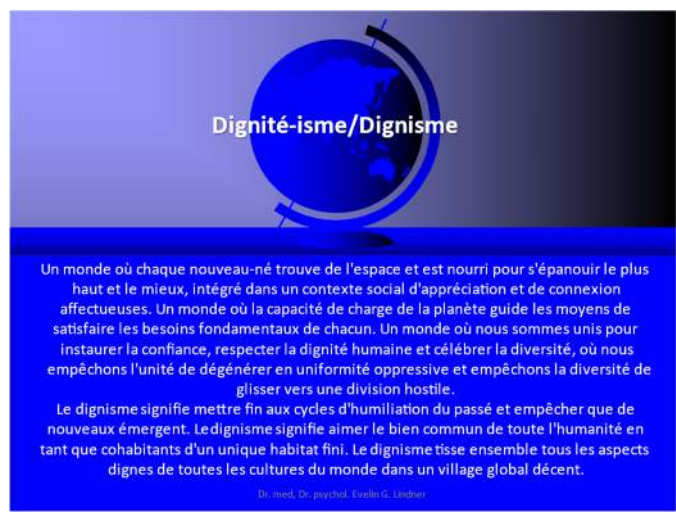 Dignité-isme/Dignisme
Un monde où chaque nouveau-né trouve de l'espace et est nourri pour s'épanouir le plus
haut et le mieux, intégré dans un contexte social d'appréciation et de connexion
affectueuses. Un monde où la capacité de charge de la planète guide les moyens de
satisfaire les besoins fondamentaux de chacun. Un monde où nous sommes unis pour
instaurer la confiance, respecter la dignité humaine et célébrer la diversité, où nous
empêchons l'unité de dégénérer en uniformité oppressive et empêchons la diversité de
glisser vers une division hostile.
Le dignisme signifie mettre fin aux cycles d'humiliation du passé et empêcher que de
nouveaux émergent. Le dignisme signifie aimer le bien commun de toute l'humanité en
tant que cohabitants d'un unique habitat fini. Le dignisme tisse ensemble tous les aspects
dignes de toutes les cultures du monde dans un village global décent.
Dr. med, Dr. psychol. Evelin G. Lindner